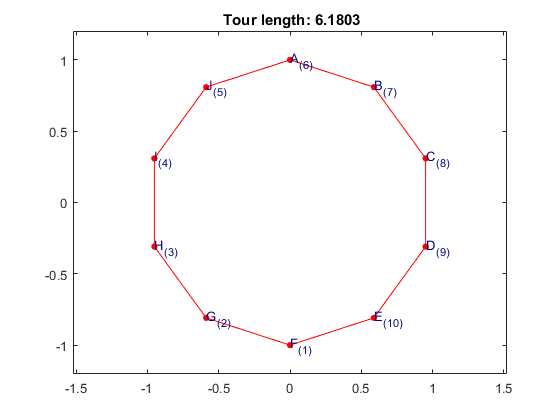 Tour length: 6.1803
1
0.5
0
-0.5
-1
A(6)
B(7)
J(5)
C(8)
I(4)
D(9)
H(3)
E(10)
G(2)
F(1)
-1.5 -1 -0.5 0 0.5 1 1.5